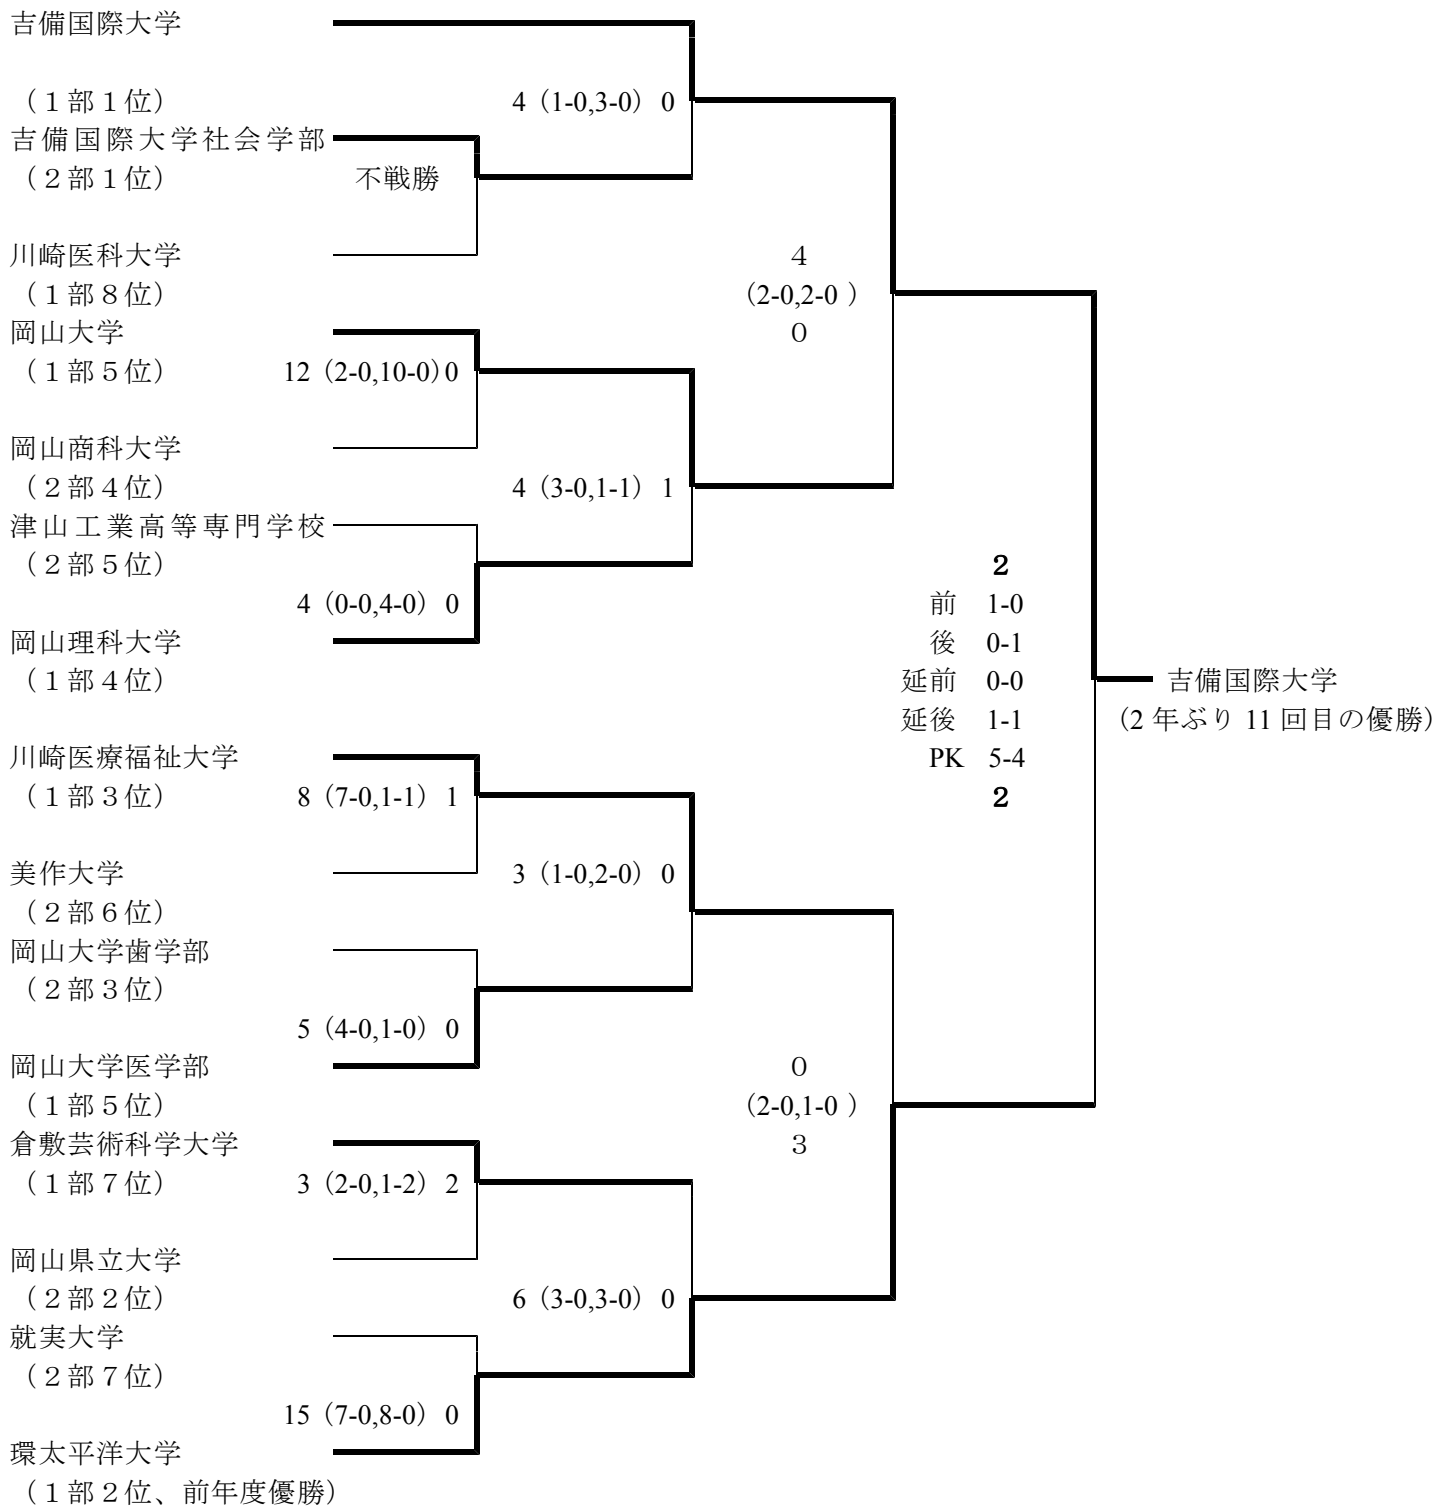 吉備国際大学
（１部１位） 4（1-0,3-0）0
吉備国際大学社会学部
（２部１位） 不戦勝
川崎医科大学 ４
（１部８位） (2-0,2-0 )
岡山大学 ０
（１部５位） 12（2-0,10-0）0
岡山商科大学
（２部４位） 4（3-0,1-1）1
津山工業高等専門学校
（２部５位） 2
4（0-0,4-0）0 前 1-0
岡山理科大学 後 0-1
（１部４位） 延前 0-0 吉備国際大学
延後 1-1 （2 年ぶり 11 回目の優勝）
川崎医療福祉大学 PK 5-4
（１部３位） 8（7-0,1-1）1 2
美作大学 3（1-0,2-0）0
（２部６位）
岡山大学歯学部
（２部３位）
5（4-0,1-0）0
岡山大学医学部 ０
（１部５位） (2-0,1-0 )
倉敷芸術科学大学 ３
（１部７位） 3（2-0,1-2）2
岡山県立大学
（２部２位） 6（3-0,3-0）0
就実大学
（２部７位）
15（7-0,8-0）0
環太平洋大学
（１部２位、前年度優勝）